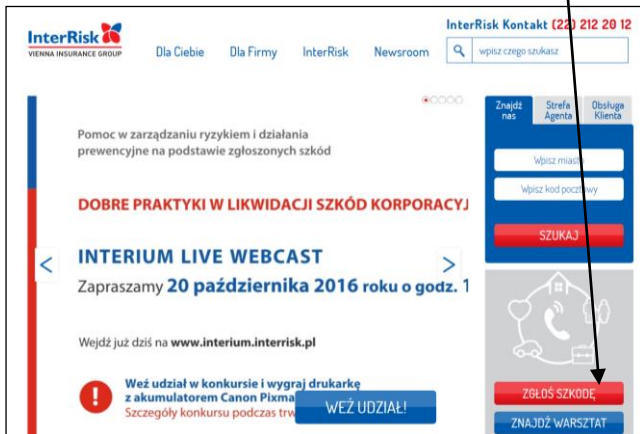 InterRisk Kontakt (22) 212 20 12
InterRisk
VIENNA INSURANCE GROUP
Dla Ciebie
Dla Firmy
InterRisk
Newsroom
wpisz czego szukasz
Znajdź nas
Strefa Agenta
Obsługa Klienta
Pomoc w zarządzaniu ryzykiem i działania
prewencyjne na podstawie zgłoszonych szkód
Wpisz miasto
Wpisz kod pocztowy
SZUKAJ
DOBRE PRAKTYKI W LIKWIDACJI SZKÓD KORPORACYJ
INTERIUM LIVE WEBCAST
Zapraszamy 20 października 2016 roku o godz. 1
Wejdź już dziś na www.interium.interrisk.pl
Weź udział w konkursie i wygraj drukarkę
z akumulatorem Canon Pixma
Szczegóły konkursu podczas trw
WEŹ UDZIAŁ!
ZGŁOŚ SZKODĘ
ZNAJDŹ WARSZTAT